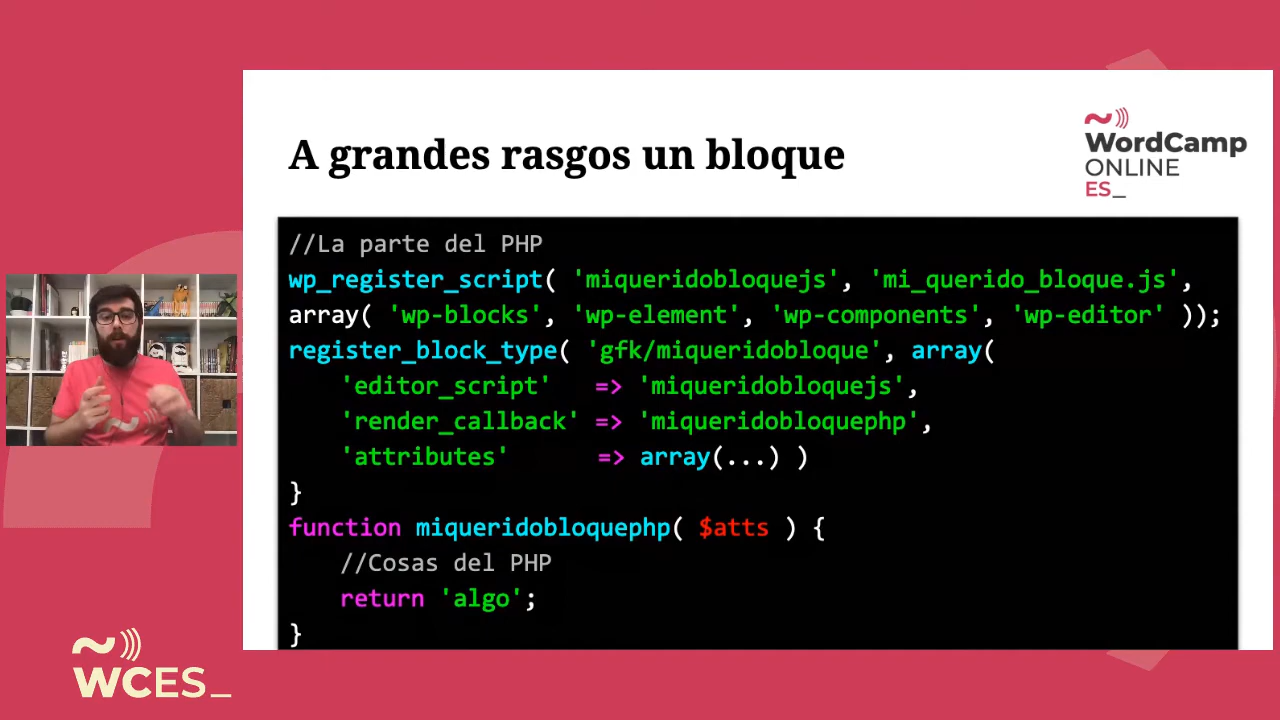 A grandes rasgos un bloque
WordCamp
ONLINE
ES_
//La parte del PHP
wp_register_script( 'miqueridobloquejs', 'mi_querido_bloque.js',
array( 'wp-blocks', 'wp-element', 'wp-components', 'wp-editor' ));
register_block_type( 'gfk/miqueridobloque', array(
    'editor_script'   => 'miqueridobloquejs',
    'render_callback' => 'miqueridobloquephp',
    'attributes'      => array(...) )
}
function miqueridobloquephp( $atts ) {
    //Cosas del PHP
    return 'algo';
}
WCES_